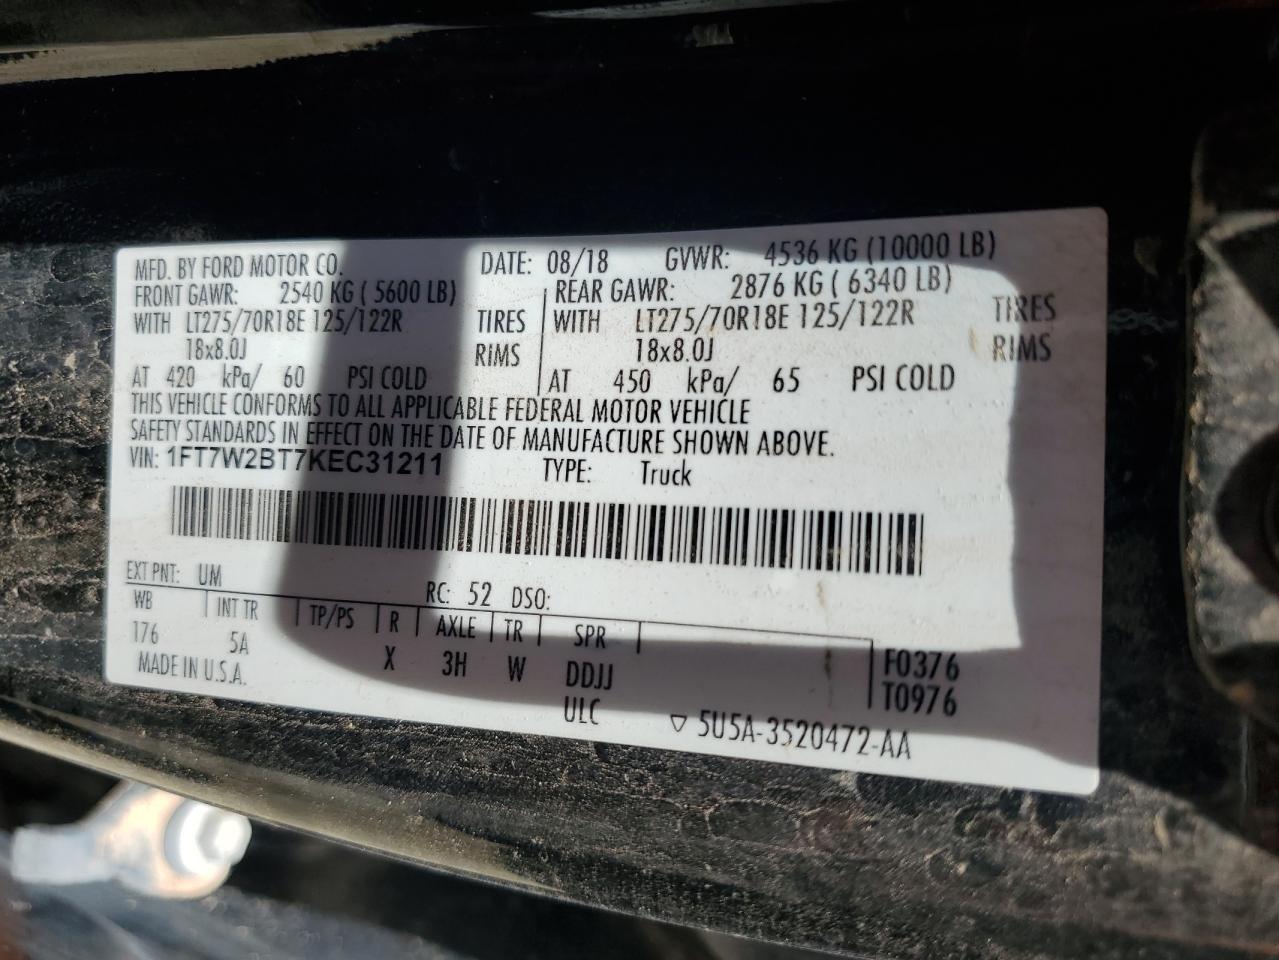 MFD. BY FORD MOTOR CO. DATE: 08/18 GVWR: 4536 KG (10000 LB)
FRONT GAWR: 2540 KG ( 5600 LB) REAR GAWR: 2876 KG ( 6340 LB)
WITH LT275/70R18E 125/122R TIRES WITH LT275/70R18E 125/122R TIRES
18x8.0J RIMS 18x8.0J RIMS
AT 420 kPa/ 60 PSI COLD AT 450 kPa/ 65 PSI COLD
THIS VEHICLE CONFORMS TO ALL APPLICABLE FEDERAL MOTOR VEHICLE
SAFETY STANDARDS IN EFFECT ON THE DATE OF MANUFACTURE SHOWN ABOVE.
VIN: 1FT7W2BT7KEC31211 TYPE: Truck
EXT PNT: UM RC: 52 DSO:
WB INT TR TP/PS R AXLE TR SPR
176 5A X 3H W DDJJ F0376
MADE IN U.S.A. ULC T0976
▽ 5U5A-3520472-AA